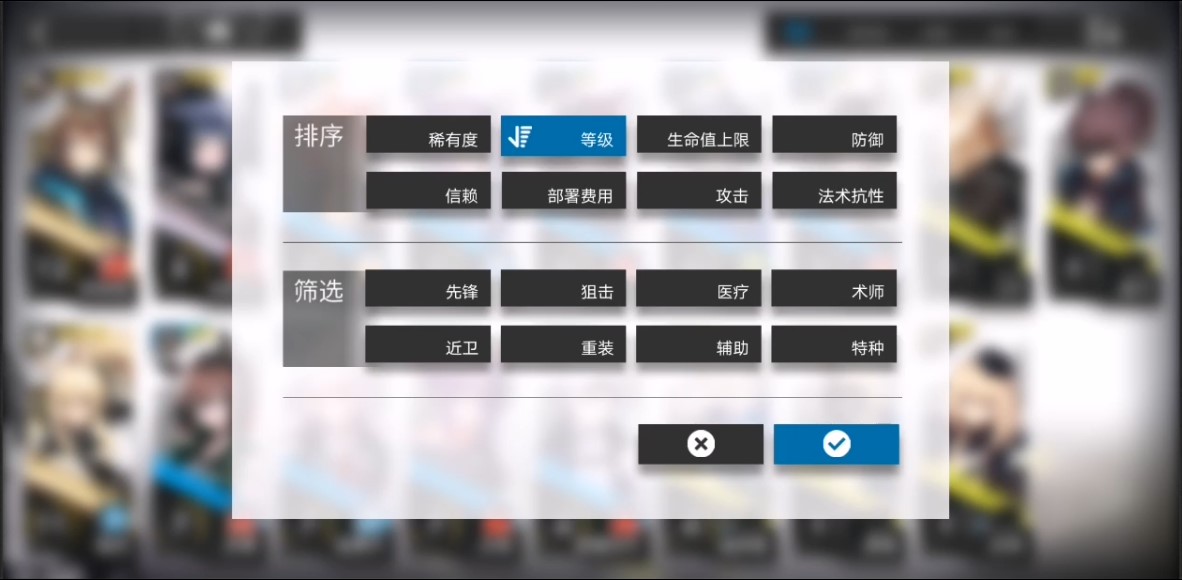 排序
稀有度
等级
生命值上限
防御
信赖
部署费用
攻击
法术抗性
筛选
先锋
狙击
医疗
术师
近卫
重装
辅助
特种